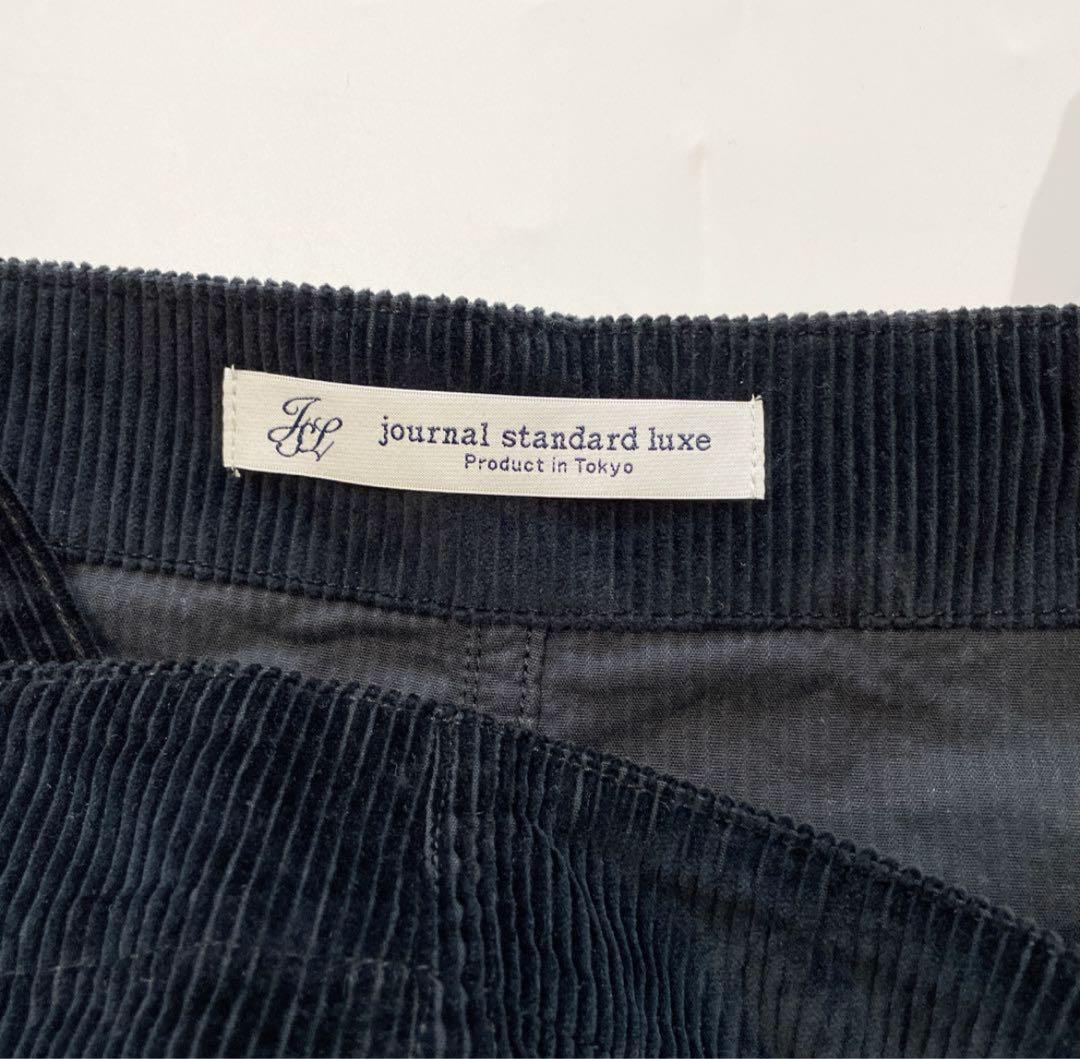 JSL journal standard luxe
Product in Tokyo